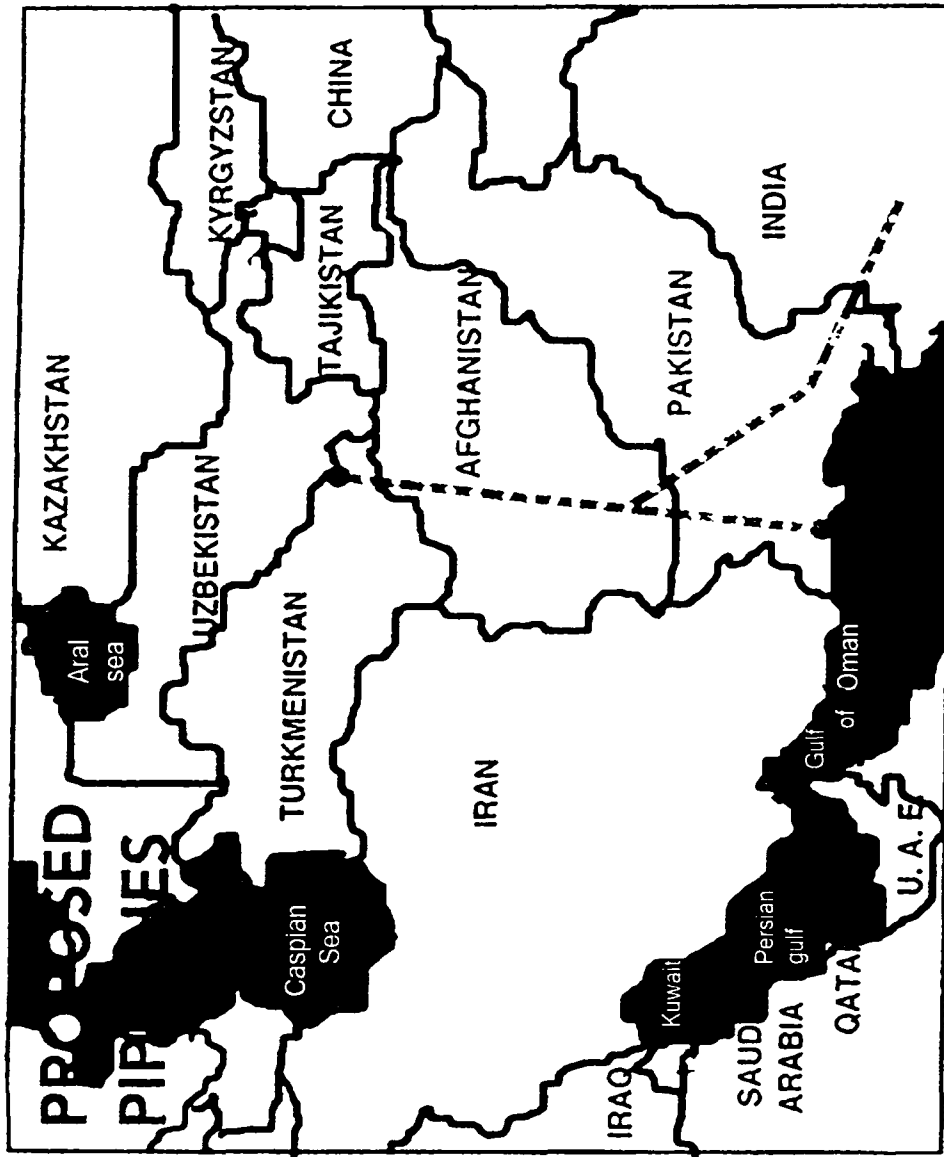 PROPOSED
PIPELINES
KAZAKHSTAN
Aral
sea
KYRGYZSTAN
UZBEKISTAN
CHINA
TURKMENISTAN
TAJIKISTAN
Caspian
Sea
IRAN
AFGHANISTAN
IRAQ
Kuwait
PAKISTAN
INDIA
SAUDI
ARABIA
Persian
gulf
Gulf
of Oman
QATAR
U. A. E